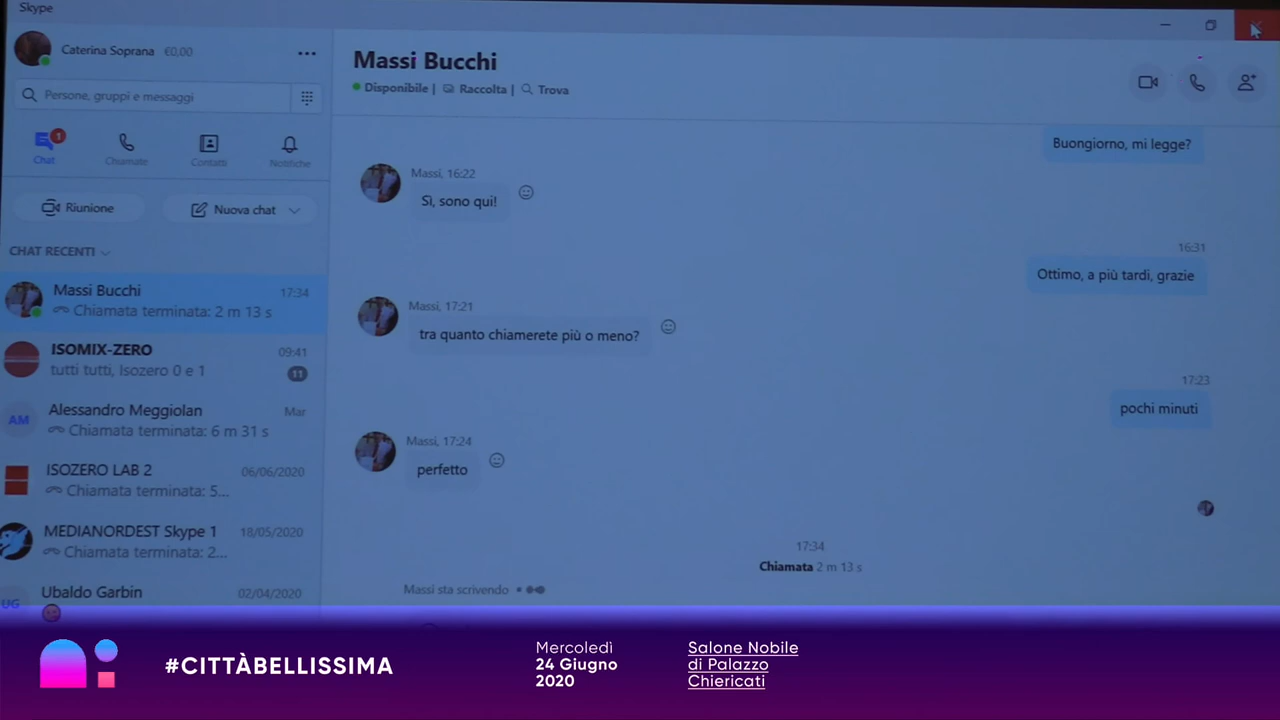 Skype
Caterina Soprana €0,00
Persone, gruppi e messaggi
1
Chat Chiamate Contatti Notifiche
Riunione
Nuova chat
CHAT RECENTI
Massi Bucchi 17:34
Chiamata terminata: 2 m 13 s
ISOMIX-ZERO 09:41
tutti tutti, Isozero 0 e 1 11
AM
Alessandro Meggiolan Mar
Chiamata terminata: 6 m 31 s
ISOZERO LAB 2 06/06/2020
Chiamata terminata: 5...
MEDIANORDEST Skype 1 18/05/2020
Chiamata terminata: 2...
UG
Ubaldo Garbin 02/04/2020
Massi Bucchi
Disponibile | Raccolta | Trova
Buongiorno, mi legge?
Massi, 16:22
Sì, sono qui!
16:31
Ottimo, a più tardi, grazie
Massi, 17:21
tra quanto chiamerete più o meno?
17:23
pochi minuti
Massi, 17:24
perfetto
17:34
Chiamata 2 m 13 s
Massi sta scrivendo
#CITTÀBELLISSIMA
Mercoledì
24 Giugno
2020
Salone Nobile
di Palazzo
Chiericati